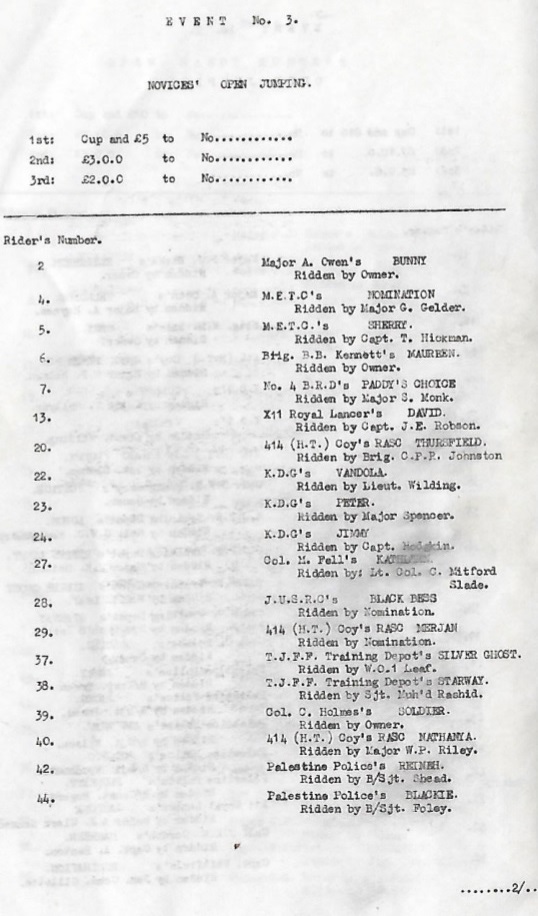 EVENT No. 3.
NOVICES' OPEN JUMPING.
1st: Cup and £5 to No............
2nd: £3.0.0 to No............
3rd: £2.0.0 to No............
Rider's Number.
2 Major A. Owen's BUNNY
Ridden by Owner.
4. M.E.T.C's NOMINATION
Ridden by Major G. Gelder.
5. M.E.T.C.'s SHERRY.
Ridden by Capt. T. Hickman.
6. Brig. B.B. Kennett's MAUREEN.
Ridden by Owner.
7. No. 4 B.R.D's PADDY'S CHOICE
Ridden by Major S. Monk.
13. X11 Royal Lancer's DAVID.
Ridden by Capt. J.E. Robson.
20. 414 (H.T.) Coy's RASC THURSFIELD.
Ridden by Brig. C.P.R. Johnston
22. K.D.G's VANDOLA.
Ridden by Lieut. Wilding.
23. K.D.G's PETER.
Ridden by Major Spencer.
24. K.D.G's JIMMY
Ridden by Capt. Hodgkin.
27. Col. M. Fell's
Ridden by: Lt. Col. C. Mitford
Slade.
28. J.U.S.R.C's BLACK BESS
Ridden by Nomination.
29. 414 (H.T.) Coy's RASC MERJAN
Ridden by Nomination.
37. T.J.F.F. Training Depot's SILVER GHOST.
Ridden by W.O.1 Leaf.
38. T.J.F.F. Training Depot's STARWAY.
Ridden by Sjt. Muh'd Rashid.
39. Col. C. Holmes's SOLDIER.
Ridden by Owner.
40. 414 (H.T.) Coy's RASC NATHANYA.
Ridden by Major W.P. Riley.
42. Palestine Police's REINEH.
Ridden by B/Sjt. Shead.
44. Palestine Police's BLACKIE.
Ridden by B/Sjt. Foley.
........2/..